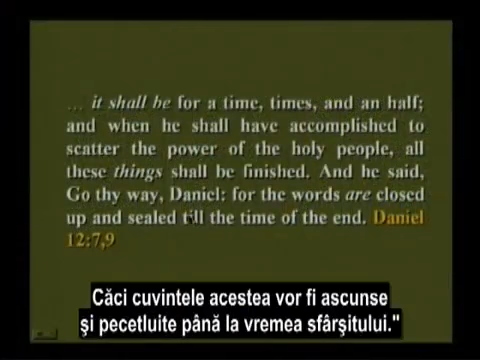 ... it shall be for a time, times, and an half;
and when he shall have accomplished to
scatter the power of the holy people, all
these things shall be finished. And he said,
Go thy way, Daniel: for the words are closed
up and sealed till the time of the end. Daniel
12:7,9
Căci cuvintele acestea vor fi ascunse
şi pecetluite până la vremea sfârşitului."